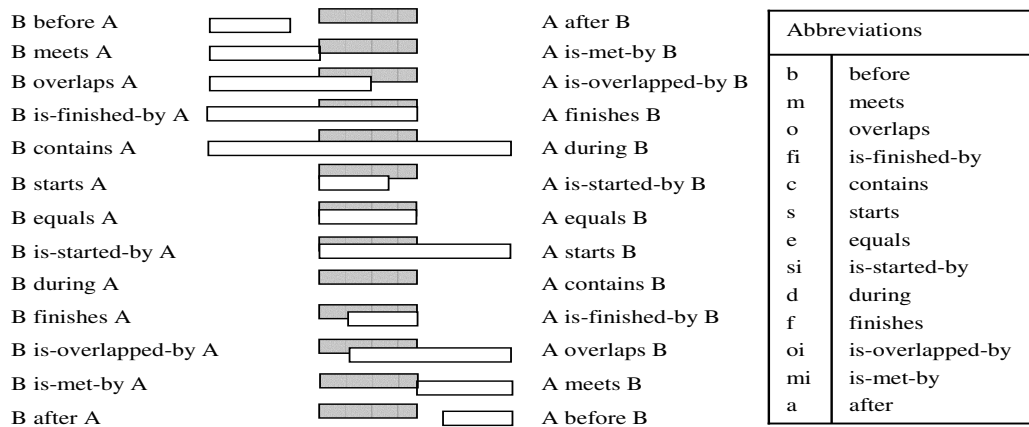 B before A A after B
B meets A A is-met-by B
B overlaps A A is-overlapped-by B
B is-finished-by A A finishes B
B contains A A during B
B starts A A is-started-by B
B equals A A equals B
B is-started-by A A starts B
B during A A contains B
B finishes A A is-finished-by B
B is-overlapped-by A A overlaps B
B is-met-by A A meets B
B after A A before B
Abbreviations
b before
m meets
o overlaps
fi is-finished-by
c contains
s starts
e equals
si is-started-by
d during
f finishes
oi is-overlapped-by
mi is-met-by
a after